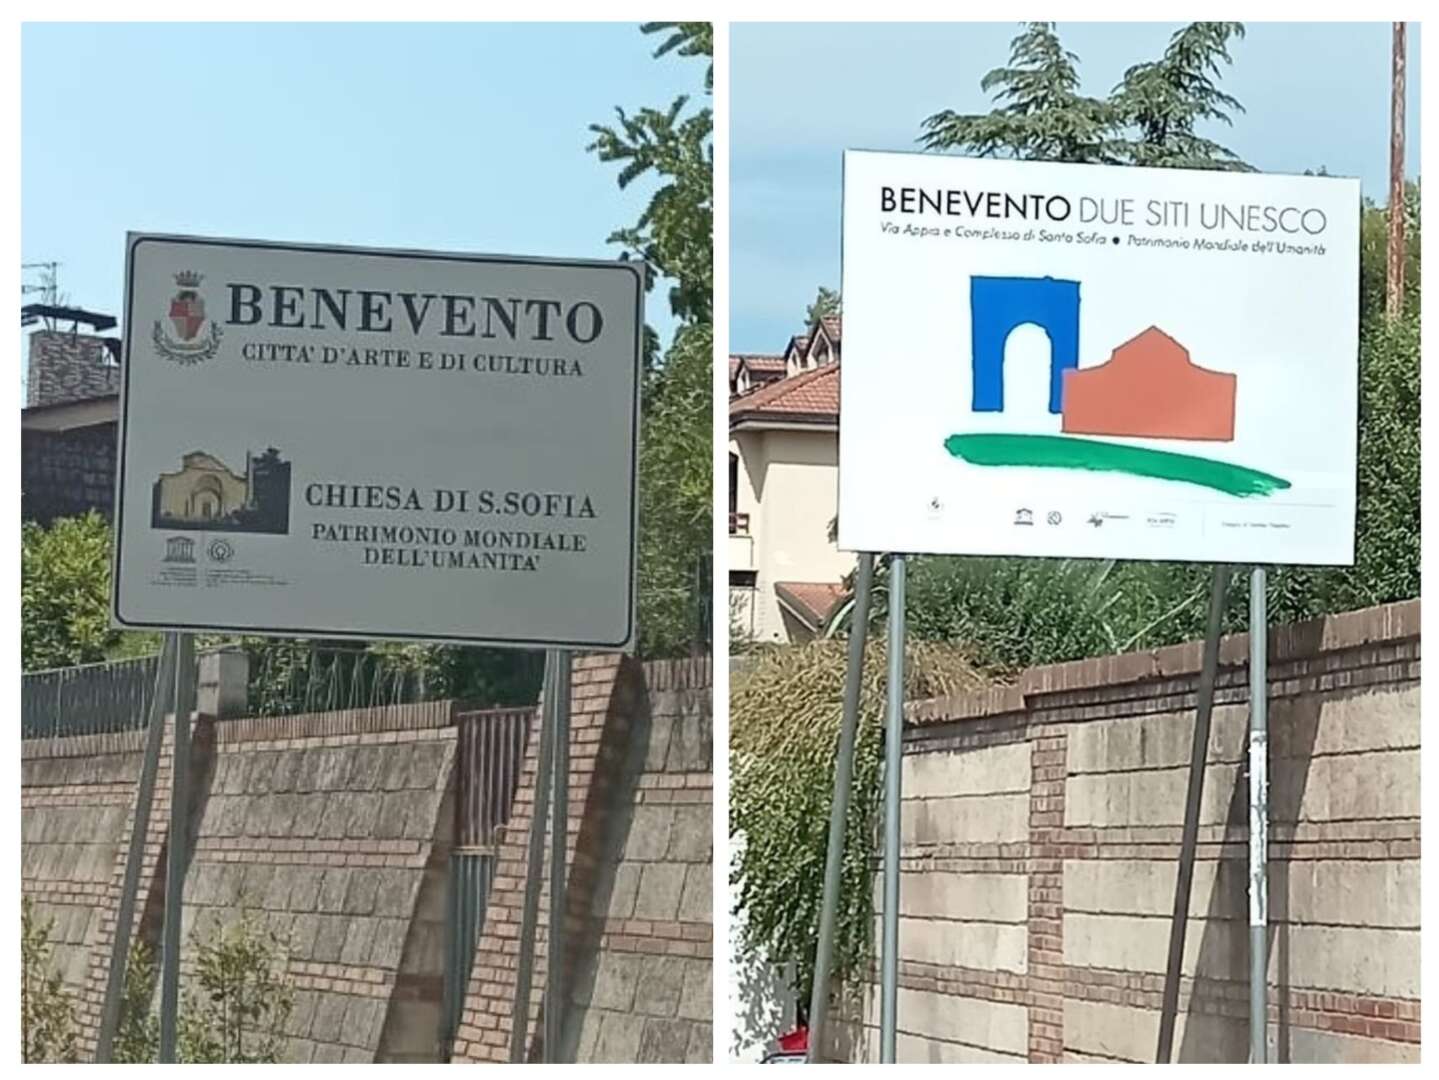 BENEVENTO
CITTA' D'ARTE E DI CULTURA
CHIESA DI S.SOFIA
PATRIMONIO MONDIALE
DELL'UMANITA'
BENEVENTO DUE SITI UNESCO
Via Appia e Complesso di Santa Sofia • Patrimonio Mondiale dell'Umanità